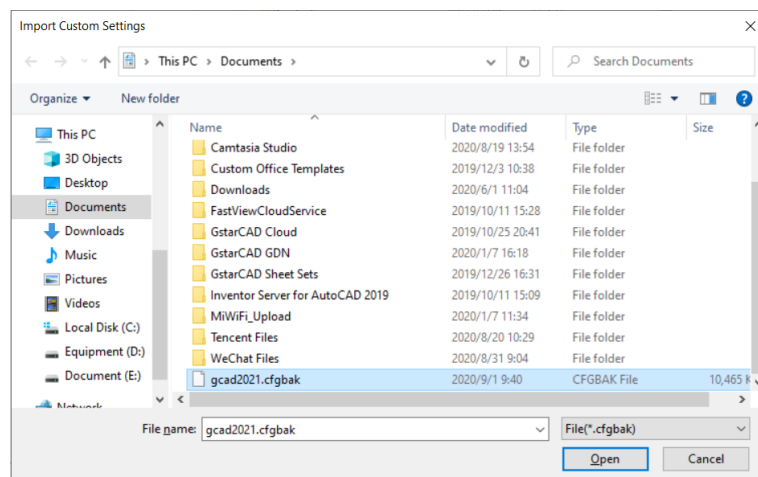 Import Custom Settings
This PC > Documents >
Search Documents
Organize New folder
Name Date modified Type Size
This PC
3D Objects
Desktop
Documents
Downloads
Music
Pictures
Videos
Local Disk (C:)
Equipment (D:)
Document (E:)
Network
Camtasia Studio 2020/8/19 13:54 File folder
Custom Office Templates 2019/12/3 10:38 File folder
Downloads 2020/6/1 11:04 File folder
FastViewCloudService 2019/10/11 15:28 File folder
GstarCAD Cloud 2019/10/25 20:41 File folder
GstarCAD GDN 2020/1/7 16:18 File folder
GstarCAD Sheet Sets 2019/12/26 16:31 File folder
Inventor Server for AutoCAD 2019 2019/10/11 15:09 File folder
MiWiFi_Upload 2020/1/7 11:34 File folder
Tencent Files 2020/8/20 10:29 File folder
WeChat Files 2020/8/31 9:04 File folder
gcad2021.cfgbak 2020/9/1 9:40 CFGBAK File 10,465 K
File name: gcad2021.cfgbak File(*.cfgbak)
Open Cancel